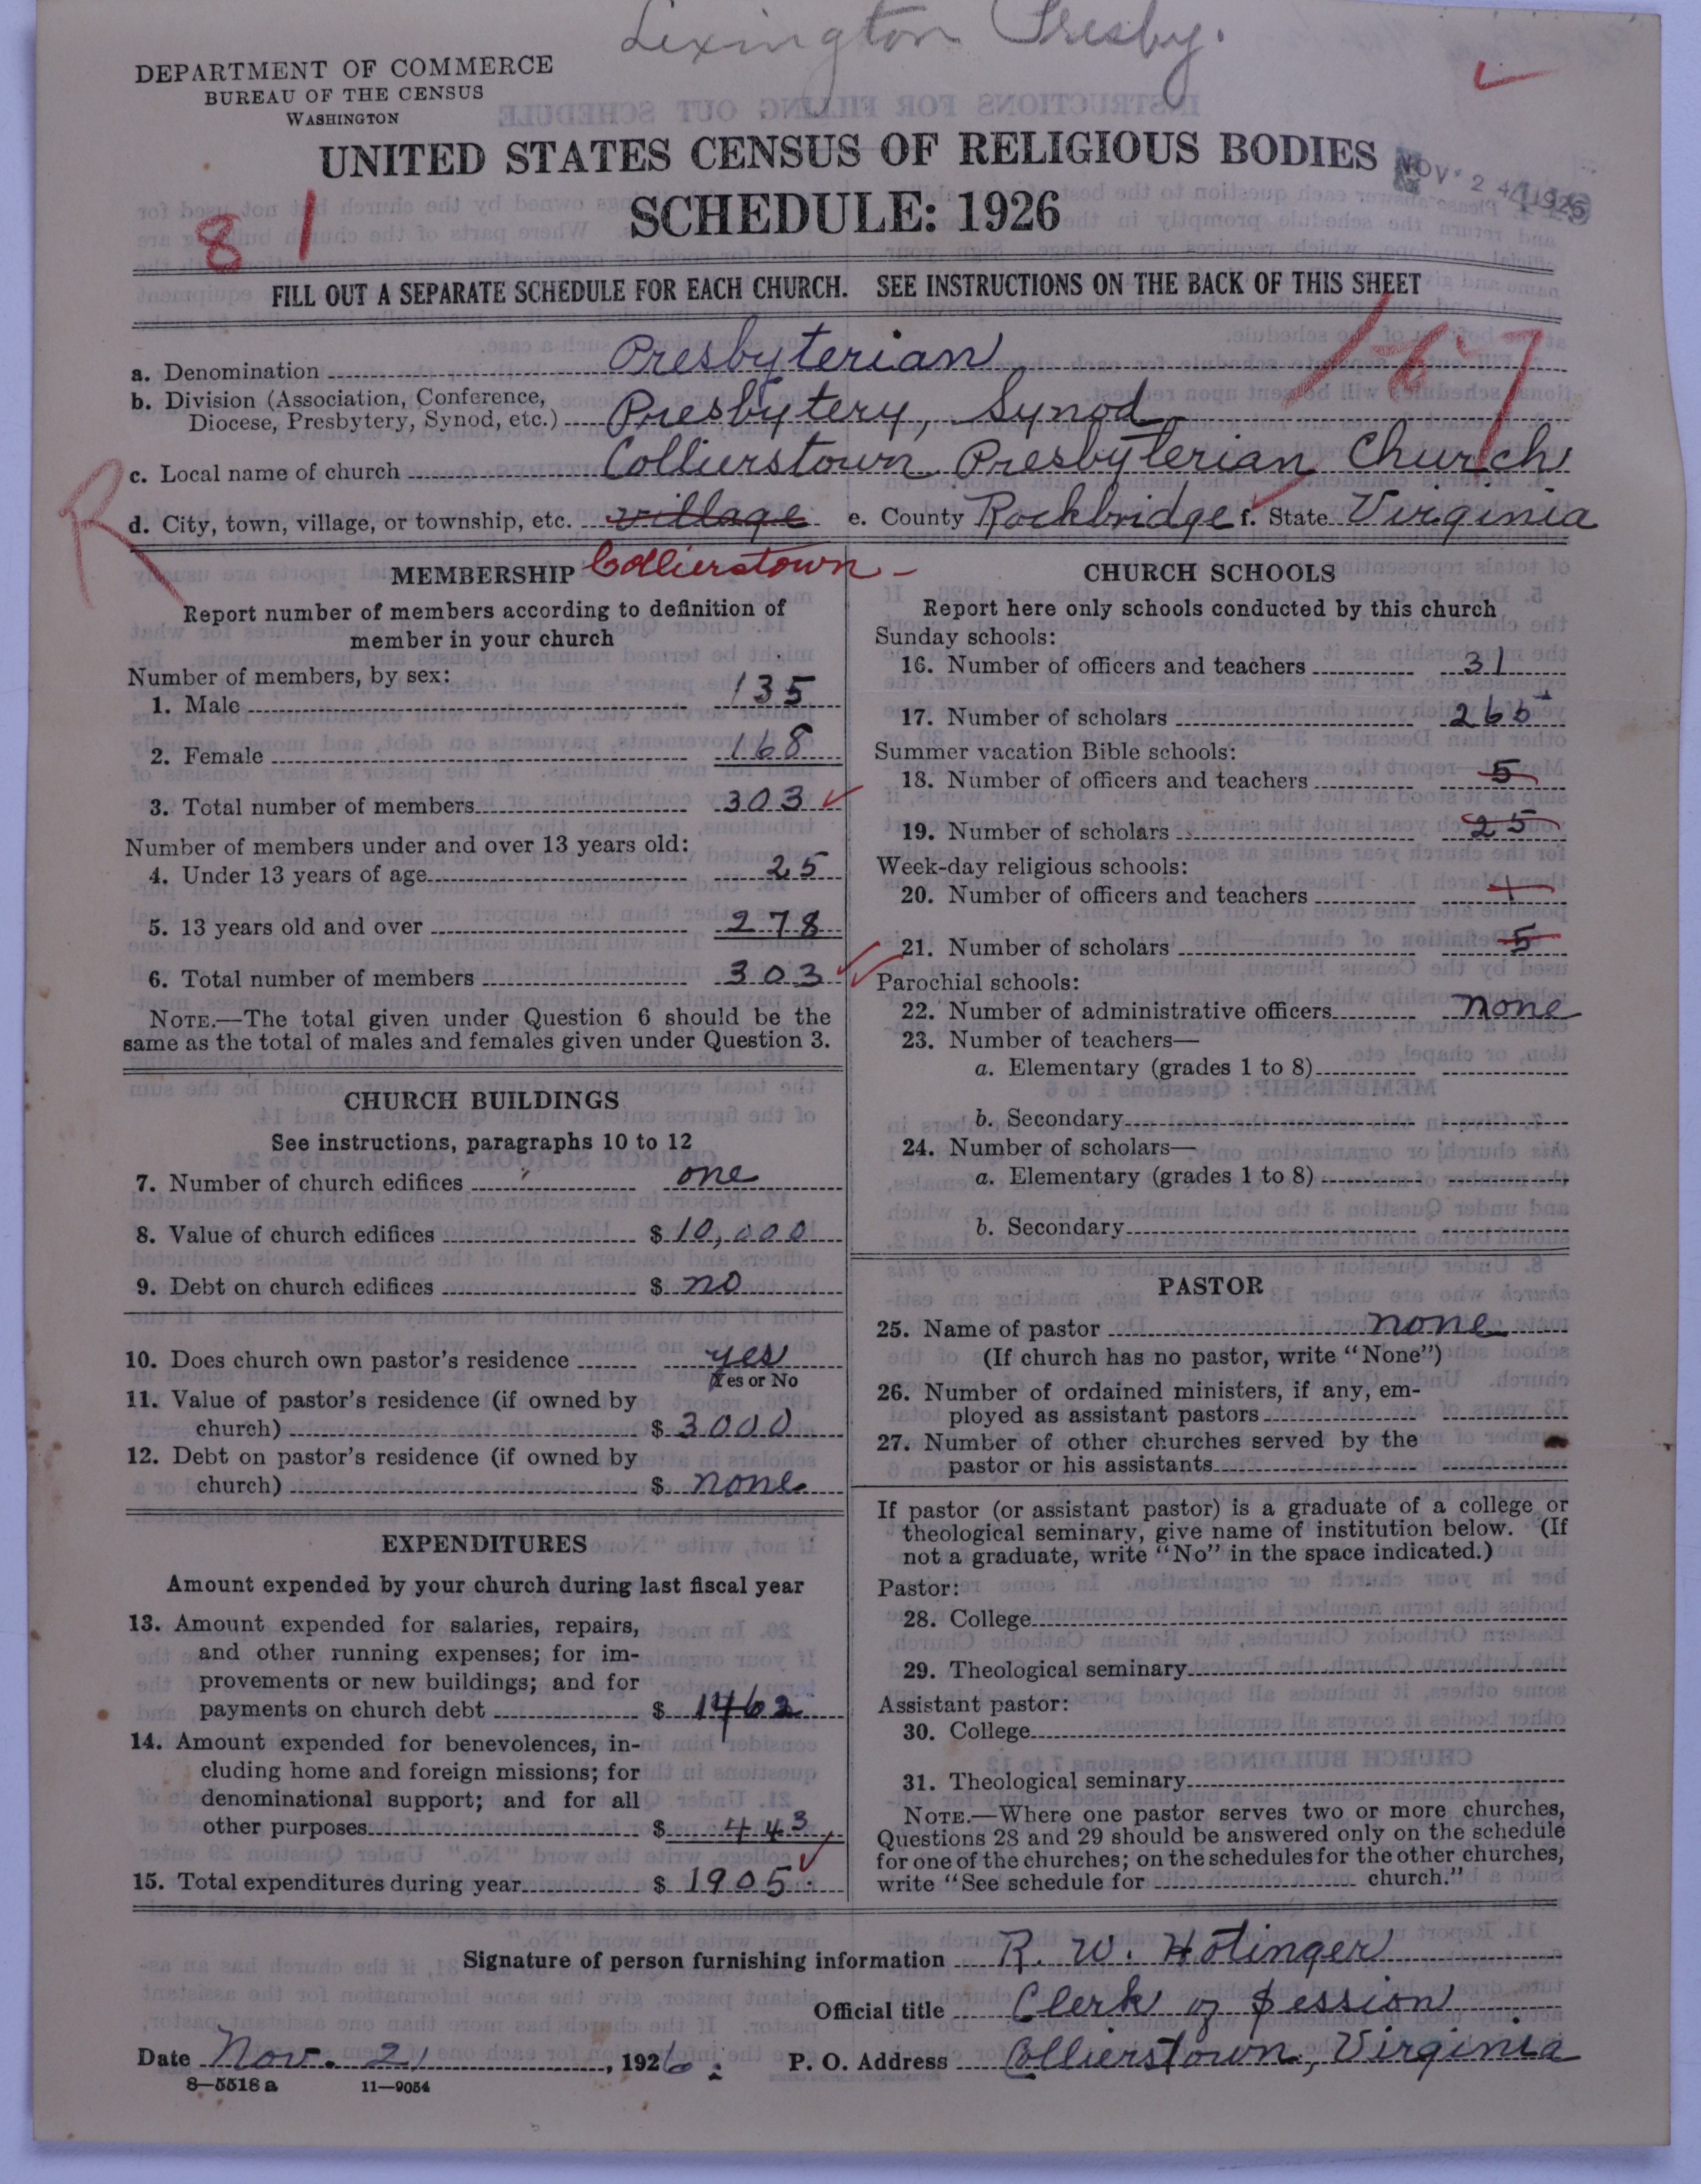 Lexington Presby.
DEPARTMENT OF COMMERCE
BUREAU OF THE CENSUS
WASHINGTON
UNITED STATES CENSUS OF RELIGIOUS BODIES
NOV 24 1926
SCHEDULE: 1926
8 1
FILL OUT A SEPARATE SCHEDULE FOR EACH CHURCH. SEE INSTRUCTIONS ON THE BACK OF THIS SHEET
a. Denomination Presbyterian
b. Division (Association, Conference,
Diocese, Presbytery, Synod, etc.) Presbytery, Synod
c. Local name of church Collierstown Presbyterian Church
R
d. City, town, village, or township, etc. village e. County Rockbridge f. State Virginia
Collierstown
MEMBERSHIP
Report number of members according to definition of
member in your church
Number of members, by sex:
1. Male 135
2. Female 168
3. Total number of members 303
Number of members under and over 13 years old:
4. Under 13 years of age 25
5. 13 years old and over 278
6. Total number of members 303
NOTE.—The total given under Question 6 should be the
same as the total of males and females given under Question 3.
CHURCH BUILDINGS
See instructions, paragraphs 10 to 12
7. Number of church edifices one
8. Value of church edifices $ 10,000
9. Debt on church edifices $ no
10. Does church own pastor's residence yes
Yes or No
11. Value of pastor's residence (if owned by
church) $ 3000
12. Debt on pastor's residence (if owned by
church) $ none
EXPENDITURES
Amount expended by your church during last fiscal year
13. Amount expended for salaries, repairs,
and other running expenses; for im-
provements or new buildings; and for
payments on church debt $ 1462
14. Amount expended for benevolences, in-
cluding home and foreign missions; for
denominational support; and for all
other purposes $ 443
15. Total expenditures during year $ 1905
CHURCH SCHOOLS
Report here only schools conducted by this church
Sunday schools:
16. Number of officers and teachers 31
17. Number of scholars
Summer vacation Bible schools:
18. Number of officers and teachers 5
19. Number of scholars 25
Week-day religious schools:
20. Number of officers and teachers 1
21. Number of scholars 5
Parochial schools:
22. Number of administrative officers none
23. Number of teachers—
a. Elementary (grades 1 to 8)
b. Secondary
24. Number of scholars—
a. Elementary (grades 1 to 8)
b. Secondary
PASTOR
25. Name of pastor none
(If church has no pastor, write "None")
26. Number of ordained ministers, if any, em-
ployed as assistant pastors
27. Number of other churches served by the
pastor or his assistants
If pastor (or assistant pastor) is a graduate of a college or
theological seminary, give name of institution below. (If
not a graduate, write "No" in the space indicated.)
Pastor:
28. College
29. Theological seminary
Assistant pastor:
30. College
31. Theological seminary
NOTE.—Where one pastor serves two or more churches,
Questions 28 and 29 should be answered only on the schedule
for one of the churches; on the schedules for the other churches,
write "See schedule for church."
Signature of person furnishing information R. W. Hotinger
Official title Clerk of Session
Date Nov. 21, 1926. P. O. Address Collierstown, Virginia
8—5518 a 11—9054